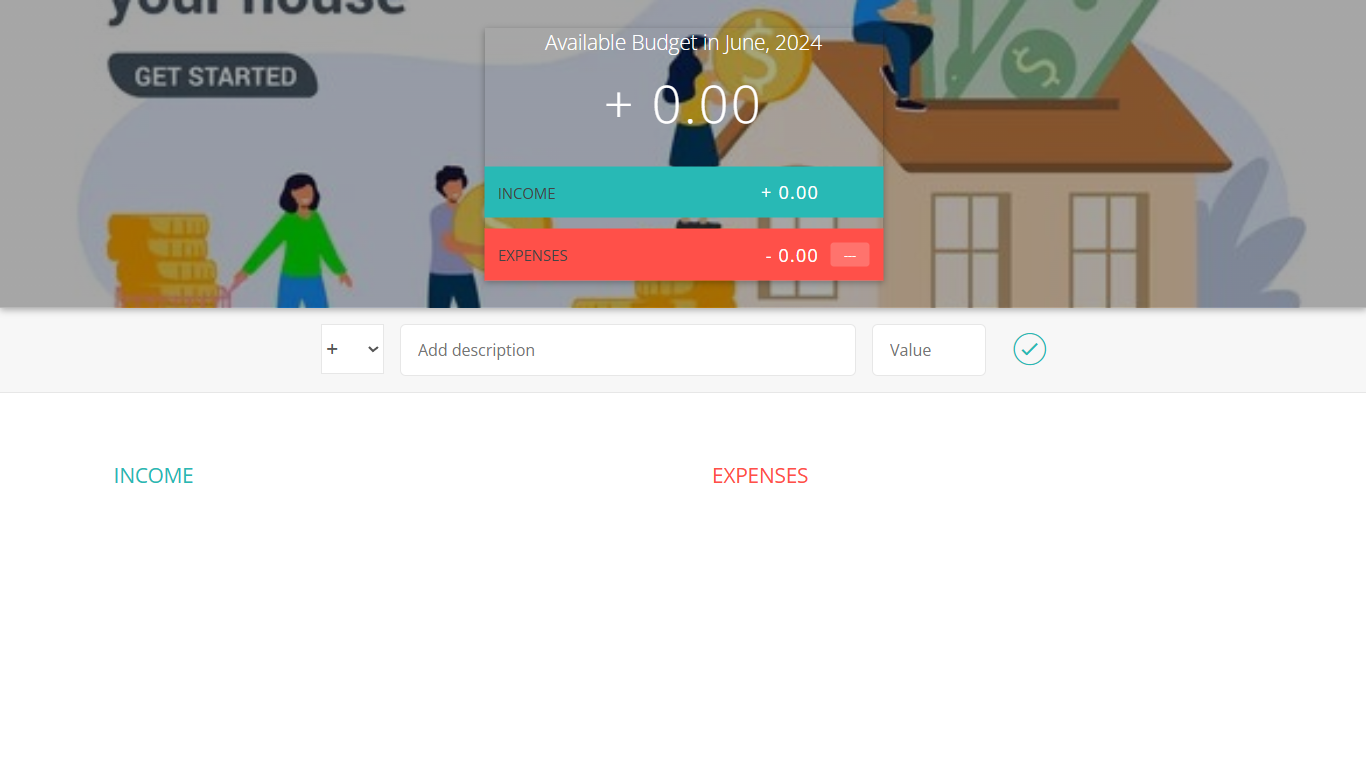 your house
GET STARTED
Available Budget in June, 2024
+ 0.00
INCOME + 0.00
EXPENSES - 0.00 ---
+ Add description Value
INCOME EXPENSES